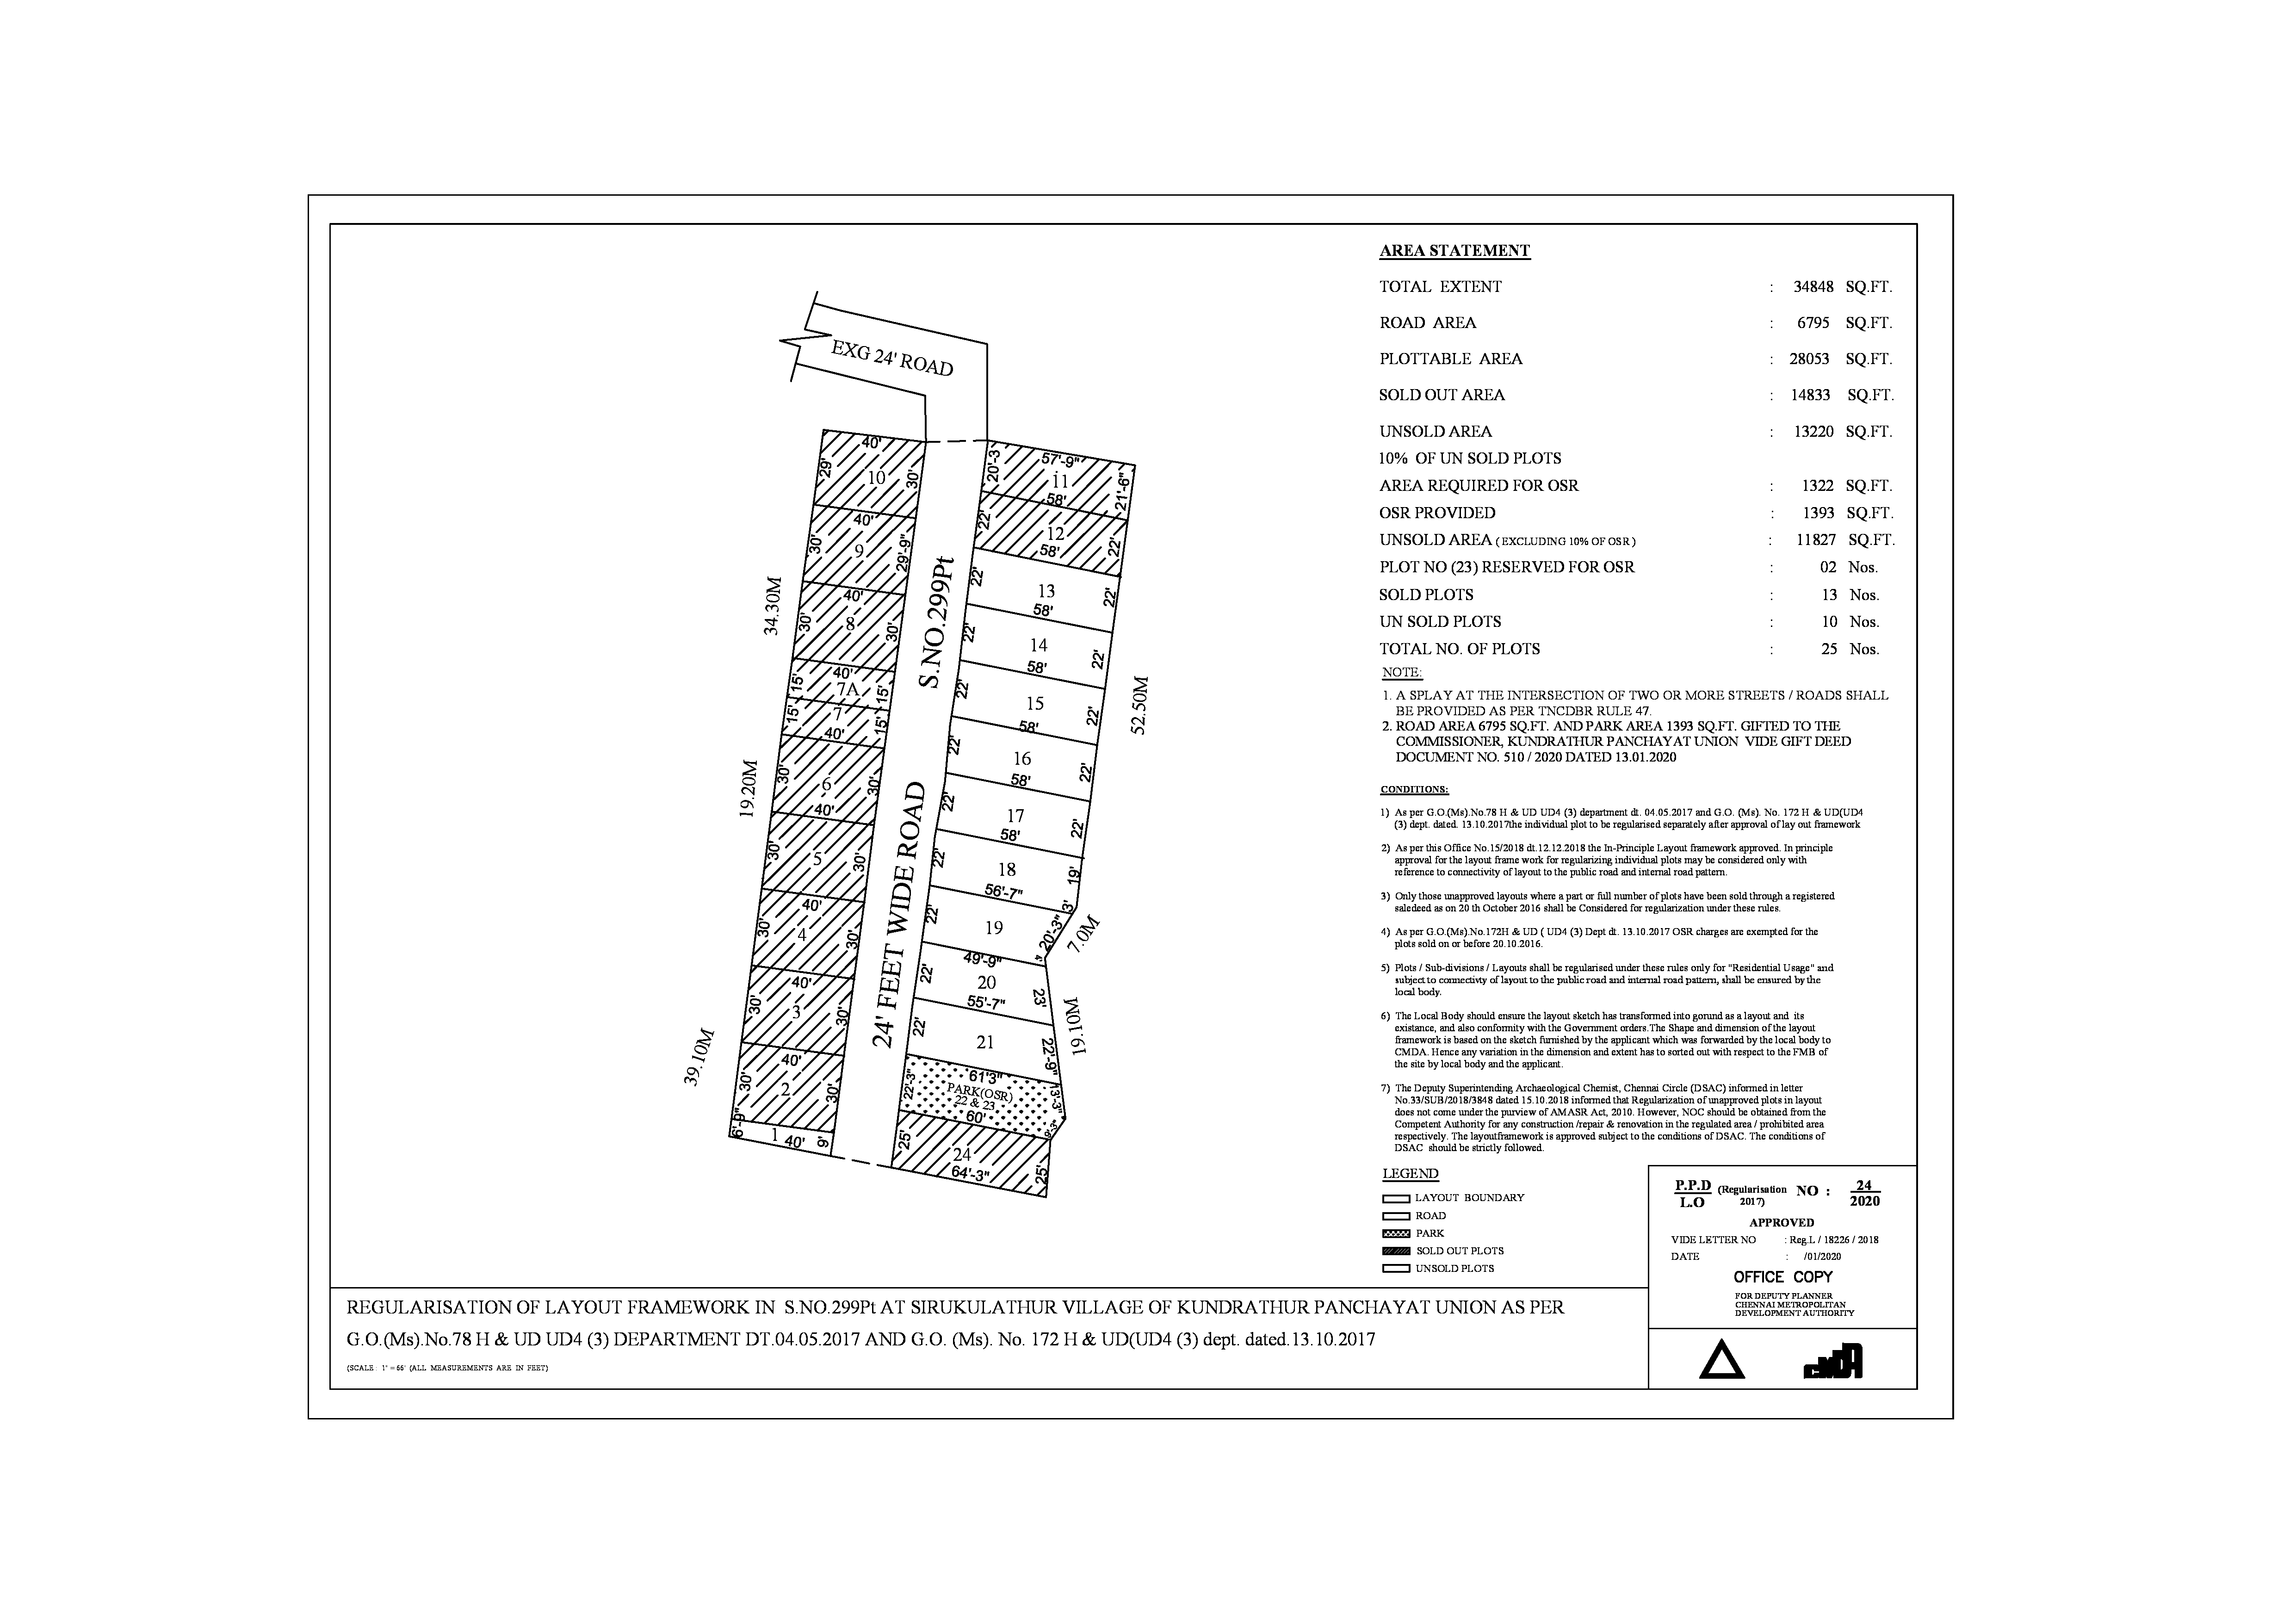 EXG 24' ROAD
40'
29'
10
30'
20'-3
57'-9"
11
58'
21'-6"
40'
30'
9
29'-9"
22'
12
58'
22'
34.30M
40'
30'
8
30'
S.NO.299Pt
22'
13
58'
22'
22'
14
58'
22'
40'
15'
7A
15'
15'
7
15'
40'
22'
15
58'
22'
52.50M
19.20M
30'
6
30'
40'
22'
16
58'
22'
22'
17
58'
22'
30'
5
30'
24' FEET WIDE ROAD
22'
18
56'-7"
19'
3'
40'
30'
4
30'
22'
19
20'-3"
7.0M
49'-9"
40'
30'
3
30'
22'
20
55'-7"
23'
19.10M
39.10M
40'
30'
2
30'
22'
21
22'-9"
61'3"
PARK(OSR)
22 & 23
60'
22'-3"
13'-3"
9'-3"
6'-9"
1
40'
9'
25'
24
64'-3"
25'
AREA STATEMENT
TOTAL EXTENT : 34848 SQ.FT.
ROAD AREA : 6795 SQ.FT.
PLOTTABLE AREA : 28053 SQ.FT.
SOLD OUT AREA : 14833 SQ.FT.
UNSOLD AREA : 13220 SQ.FT.
10% OF UN SOLD PLOTS
AREA REQUIRED FOR OSR : 1322 SQ.FT.
OSR PROVIDED : 1393 SQ.FT.
UNSOLD AREA ( EXCLUDING 10% OF OSR ) : 11827 SQ.FT.
PLOT NO (23) RESERVED FOR OSR : 02 Nos.
SOLD PLOTS : 13 Nos.
UN SOLD PLOTS : 10 Nos.
TOTAL NO. OF PLOTS : 25 Nos.
NOTE:
1. A SPLAY AT THE INTERSECTION OF TWO OR MORE STREETS / ROADS SHALL
BE PROVIDED AS PER TNCDBR RULE 47.
2. ROAD AREA 6795 SQ.FT. AND PARK AREA 1393 SQ.FT. GIFTED TO THE
COMMISSIONER, KUNDRATHUR PANCHAYAT UNION VIDE GIFT DEED
DOCUMENT NO. 510 / 2020 DATED 13.01.2020
CONDITIONS:
1) As per G.O.(Ms).No.78 H & UD UD4 (3) department dt. 04.05.2017 and G.O. (Ms). No. 172 H & UD(UD4
(3) dept. dated. 13.10.2017the individual plot to be regularised separately after approval of lay out framework
2) As per this Office No.15/2018 dt.12.12.2018 the In-Principle Layout framework approved. In principle
approval for the layout frame work for regularizing individual plots may be considered only with
reference to connectivity of layout to the public road and internal road pattern.
3) Only those unapproved layouts where a part or full number of plots have been sold through a registered
saledeed as on 20 th October 2016 shall be Considered for regularization under these rules.
4) As per G.O.(Ms).No.172H & UD ( UD4 (3) Dept dt. 13.10.2017 OSR charges are exempted for the
plots sold on or before 20.10.2016.
5) Plots / Sub-divisions / Layouts shall be regularised under these rules only for "Residential Usage" and
subject to connectivty of layout to the public road and internal road pattern, shall be ensured by the
local body.
6) The Local Body should ensure the layout sketch has transformed into gorund as a layout and its
existance, and also conformity with the Government orders.The Shape and dimension of the layout
framework is based on the sketch furnished by the applicant which was forwarded by the local body to
CMDA. Hence any variation in the dimension and extent has to sorted out with respect to the FMB of
the site by local body and the applicant.
7) The Deputy Superintending Archaeological Chemist, Chennai Circle (DSAC) informed in letter
No.33/SUB/2018/3848 dated 15.10.2018 informed that Regularization of unapproved plots in layout
does not come under the purview of AMASR Act, 2010. However, NOC should be obtained from the
Competent Authority for any construction /repair & renovation in the regulated area / prohibited area
respectively. The layoutframework is approved subject to the conditions of DSAC. The conditions of
DSAC should be strictly followed.
LEGEND
LAYOUT BOUNDARY
ROAD
PARK
SOLD OUT PLOTS
UNSOLD PLOTS
P.P.D (Regularisation NO : 24
L.O 2017) 2020
APPROVED
VIDE LETTER NO : Reg.L / 18226 / 2018
DATE : /01/2020
OFFICE COPY
FOR DEPUTY PLANNER
CHENNAI METROPOLITAN
DEVELOPMENT AUTHORITY
CMDA
REGULARISATION OF LAYOUT FRAMEWORK IN S.NO.299Pt AT SIRUKULATHUR VILLAGE OF KUNDRATHUR PANCHAYAT UNION AS PER
G.O.(Ms).No.78 H & UD UD4 (3) DEPARTMENT DT.04.05.2017 AND G.O. (Ms). No. 172 H & UD(UD4 (3) dept. dated.13.10.2017
(SCALE : 1" = 66' (ALL MEASUREMENTS ARE IN FEET)